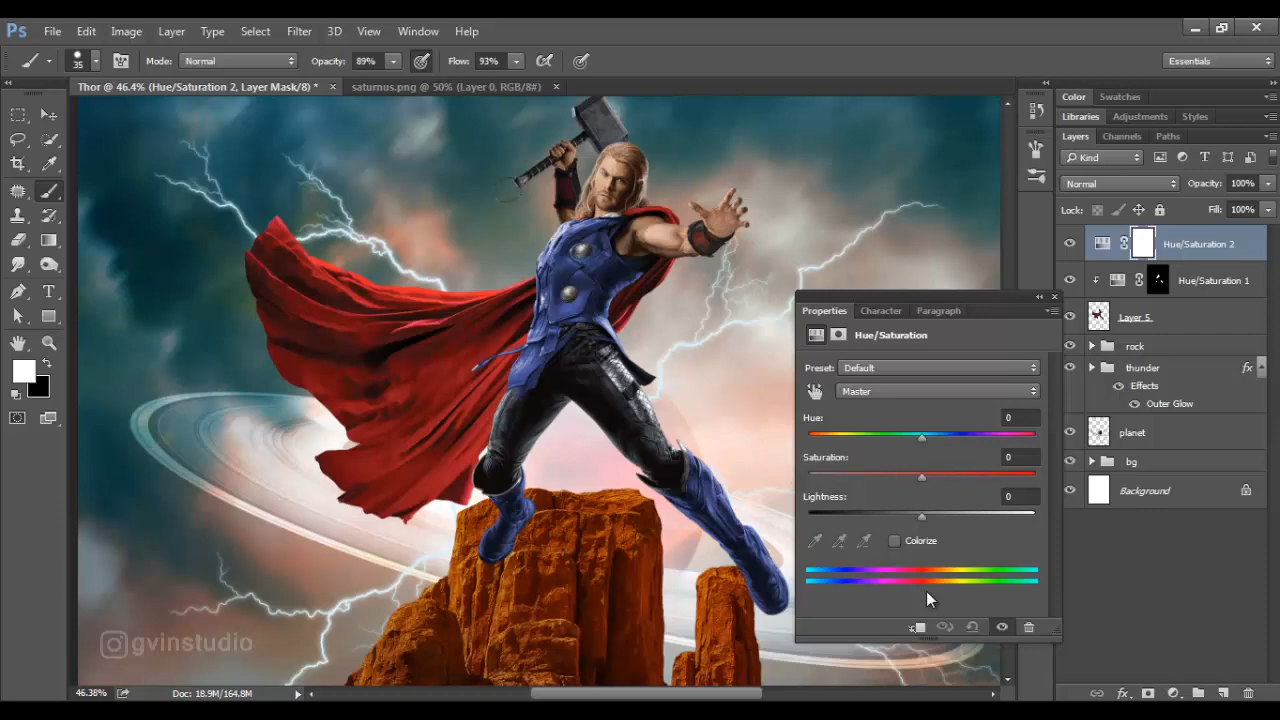 Ps File Edit Image Layer Type Select Filter 3D View Window Help
35 Mode: Normal Opacity: 89% Flow: 93% Essentials
Thor @ 46.4% (Hue/Saturation 2, Layer Mask/8) * saturnus.png @ 50% (Layer 0, RGB/8#)
Color Swatches
Libraries Adjustments Styles
Layers Channels Paths
Kind
Normal Opacity: 100%
Lock: Fill: 100%
Hue/Saturation 2
Hue/Saturation 1
Layer 5
rock
thunder fx
Effects
Outer Glow
planet
bg
Background
Properties Character Paragraph
Hue/Saturation
Preset: Default
Master
Hue: 0
Saturation: 0
Lightness: 0
Colorize
gvinstudio
46.38% Doc: 18.9M/164.8M
fx